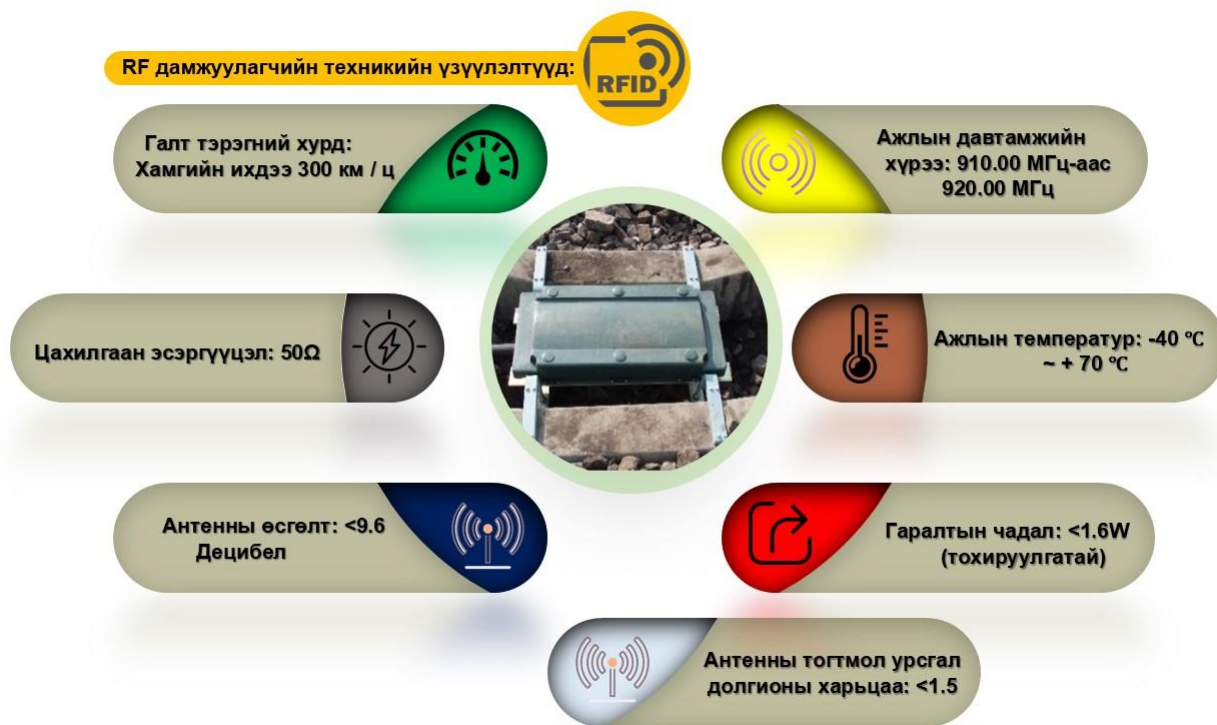 RF дамжуулагчийн техникийн үзүүлэлтүүд:
RFID
Галт тэрэгний хурд:
Хамгийн ихдээ 300 км / ц
Ажлын давтамжийн
хүрээ: 910.00 МГц-аас
920.00 МГц
Цахилгаан эсэргүүцэл: 50Ω
Ажлын температур: -40 ℃
~ + 70 ℃
Антенны өсгөлт: <9.6
Децибел
Гаралтын чадал: <1.6W
(тохируулгатай)
Антенны тогтмол урсгал
долгионы харьцаа: <1.5